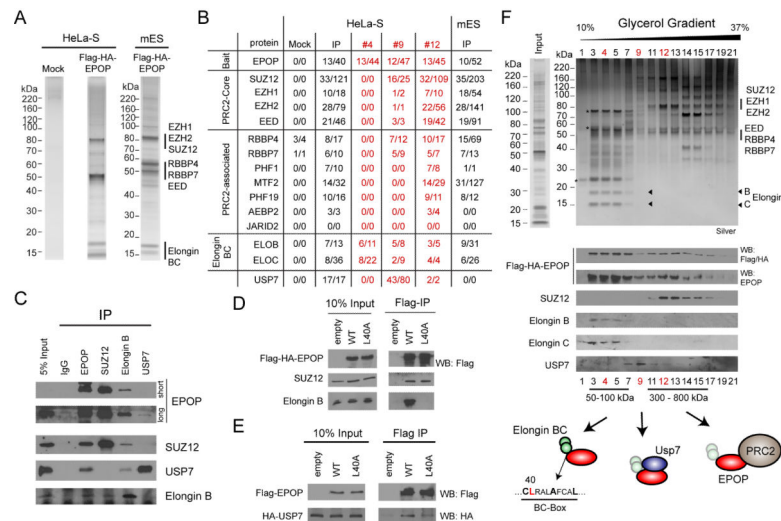 A
HeLa-S
mES
Mock
Flag-HA-
EPOP
Flag-HA-
EPOP
kDa
220
160
120
100
90
80
70
60
50
40
30
25
20
15
B
HeLa-S
mES
protein Mock IP #4 #9 #12 IP
Bait EPOP 0/0 13/40 13/44 12/47 13/45 10/52
PRC2-Core
SUZ12 0/0 33/121 0/0 16/25 32/109 35/203
EZH1 0/0 10/18 0/0 1/2 7/10 18/54
EZH2 0/0 28/79 0/0 1/1 22/56 28/141
EED 0/0 21/46 0/0 3/3 19/42 19/91
PRC2-associated
RBBP4 3/4 8/17 0/0 7/12 10/17 15/69
RBBP7 1/1 6/10 0/0 5/9 5/7 7/13
PHF1 0/0 7/10 0/0 0/0 7/8 1/1
MTF2 0/0 14/32 0/0 0/0 14/29 31/127
PHF19 0/0 10/16 0/0 0/0 9/11 8/12
AEBP2 0/0 3/3 0/0 0/0 3/4 0/0
JARID2 0/0 0/0 0/0 0/0 0/0 0/0
Elongin
BC
ELOB 0/0 7/13 6/11 5/8 3/5 9/31
ELOC 0/0 8/36 8/22 2/9 4/4 6/26
USP7 0/0 17/17 0/0 43/80 2/2 0/0
EZH1
EZH2
SUZ12
RBBP4
RBBP7
EED
Elongin
BC
C
IP
5% Input
IgG
EPOP
SUZ12
Elongin B
USP7
short
EPOP
long
SUZ12
USP7
Elongin B
D
10% Input Flag-IP
empty WT L40A empty WT L40A
Flag-HA-EPOP WB: Flag
SUZ12
Elongin B
E
10% Input Flag IP
empty WT L40A empty WT L40A
Flag-EPOP WB: Flag
HA-USP7 WB: HA
F
Glycerol Gradient
10% 37%
Input
1 3 4 5 7 9 11 12 13 14 15 17 19 21
kDa
SUZ12
EZH1
EZH2
EED
RBBP4
RBBP7
B
Elongin
C
Silver
Flag-HA-EPOP
WB:
Flag/HA
WB:
EPOP
SUZ12
Elongin B
Elongin C
USP7
1 3 4 5 7 9 11 12 13 14 15 17 19 21
50-100 kDa 300 - 800 kDa
Elongin BC
Usp7
PRC2
EPOP
40
...CLRALAFCAL...
BC-Box